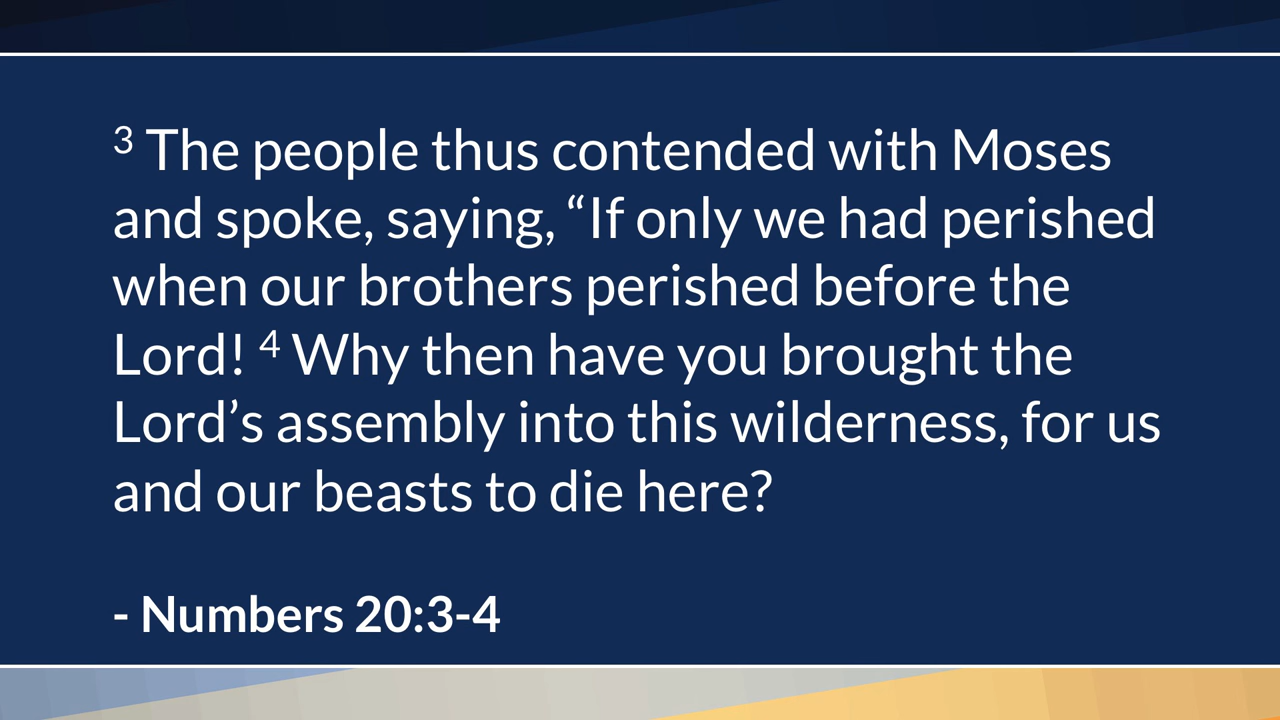 3 The people thus contended with Moses
and spoke, saying, “If only we had perished
when our brothers perished before the
Lord! 4 Why then have you brought the
Lord’s assembly into this wilderness, for us
and our beasts to die here?
- Numbers 20:3-4